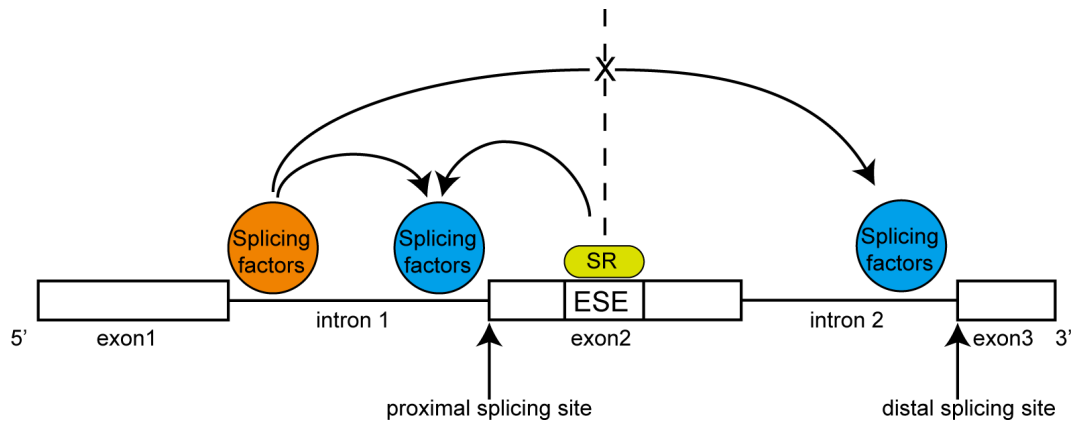 X
Splicing
factors
Splicing
factors
Splicing
factors
SR
ESE
5’
exon1
intron 1
exon2
intron 2
exon3
3’
proximal splicing site
distal splicing site